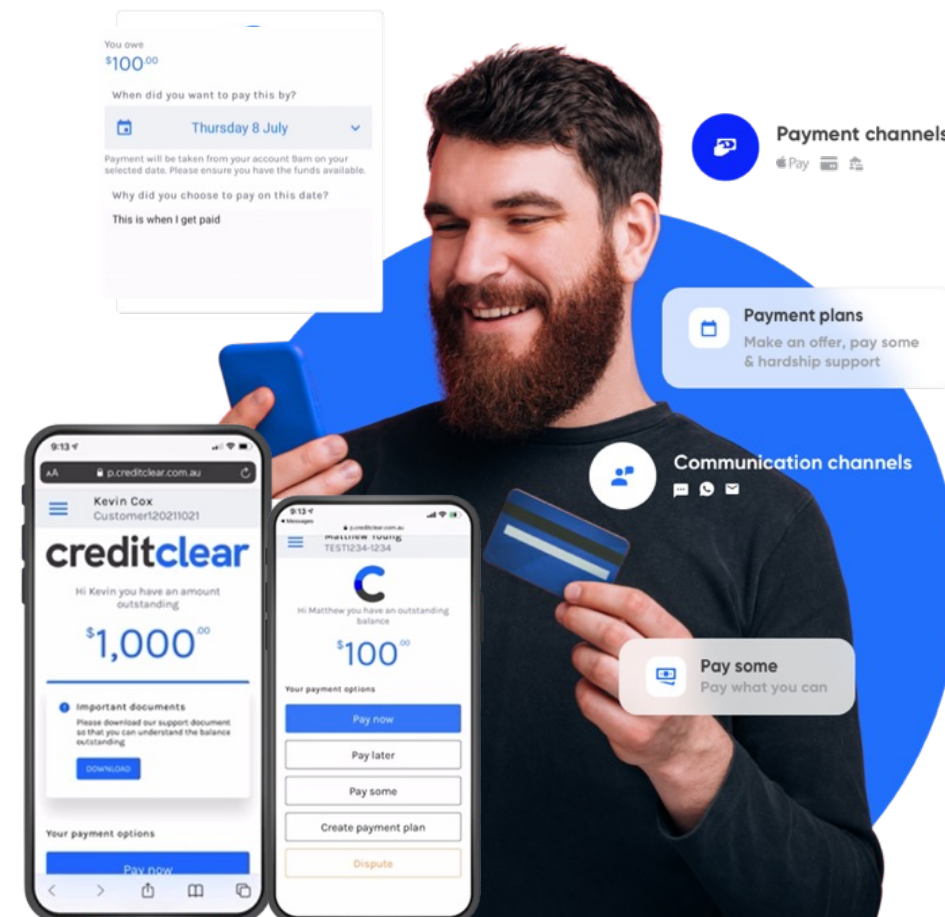 You owe
$100.00
When did you want to pay this by?
Thursday 8 July
Payment will be taken from your account 9am on your
selected date. Please ensure you have the funds available.
Why did you choose to pay on this date?
This is when I get paid
Payment channels
Pay
Payment plans
Make an offer, pay some
& hardship support
Communication channels
Pay some
Pay what you can
9:13
AA p.creditclear.com.au
Kevin Cox
Customer120211021
creditclear
Hi Kevin you have an amount
outstanding
$1,000.00
Important documents
Please download our support document
so that you can understand the balance
outstanding
DOWNLOAD
Your payment options
Pay now
9:13
Messages
p.creditclear.com.au
Matthew Young
TEST1234-1234
C
Hi Matthew you have an outstanding
balance
$100.00
Your payment options
Pay now
Pay later
Pay some
Create payment plan
Dispute